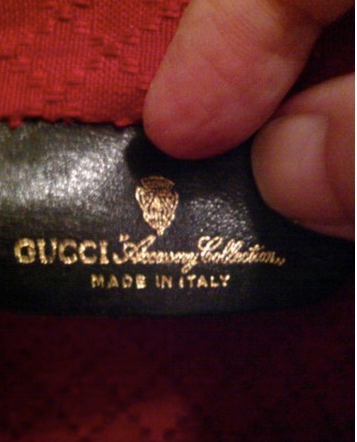 GUCCI "Accessory Collection"
MADE IN ITALY